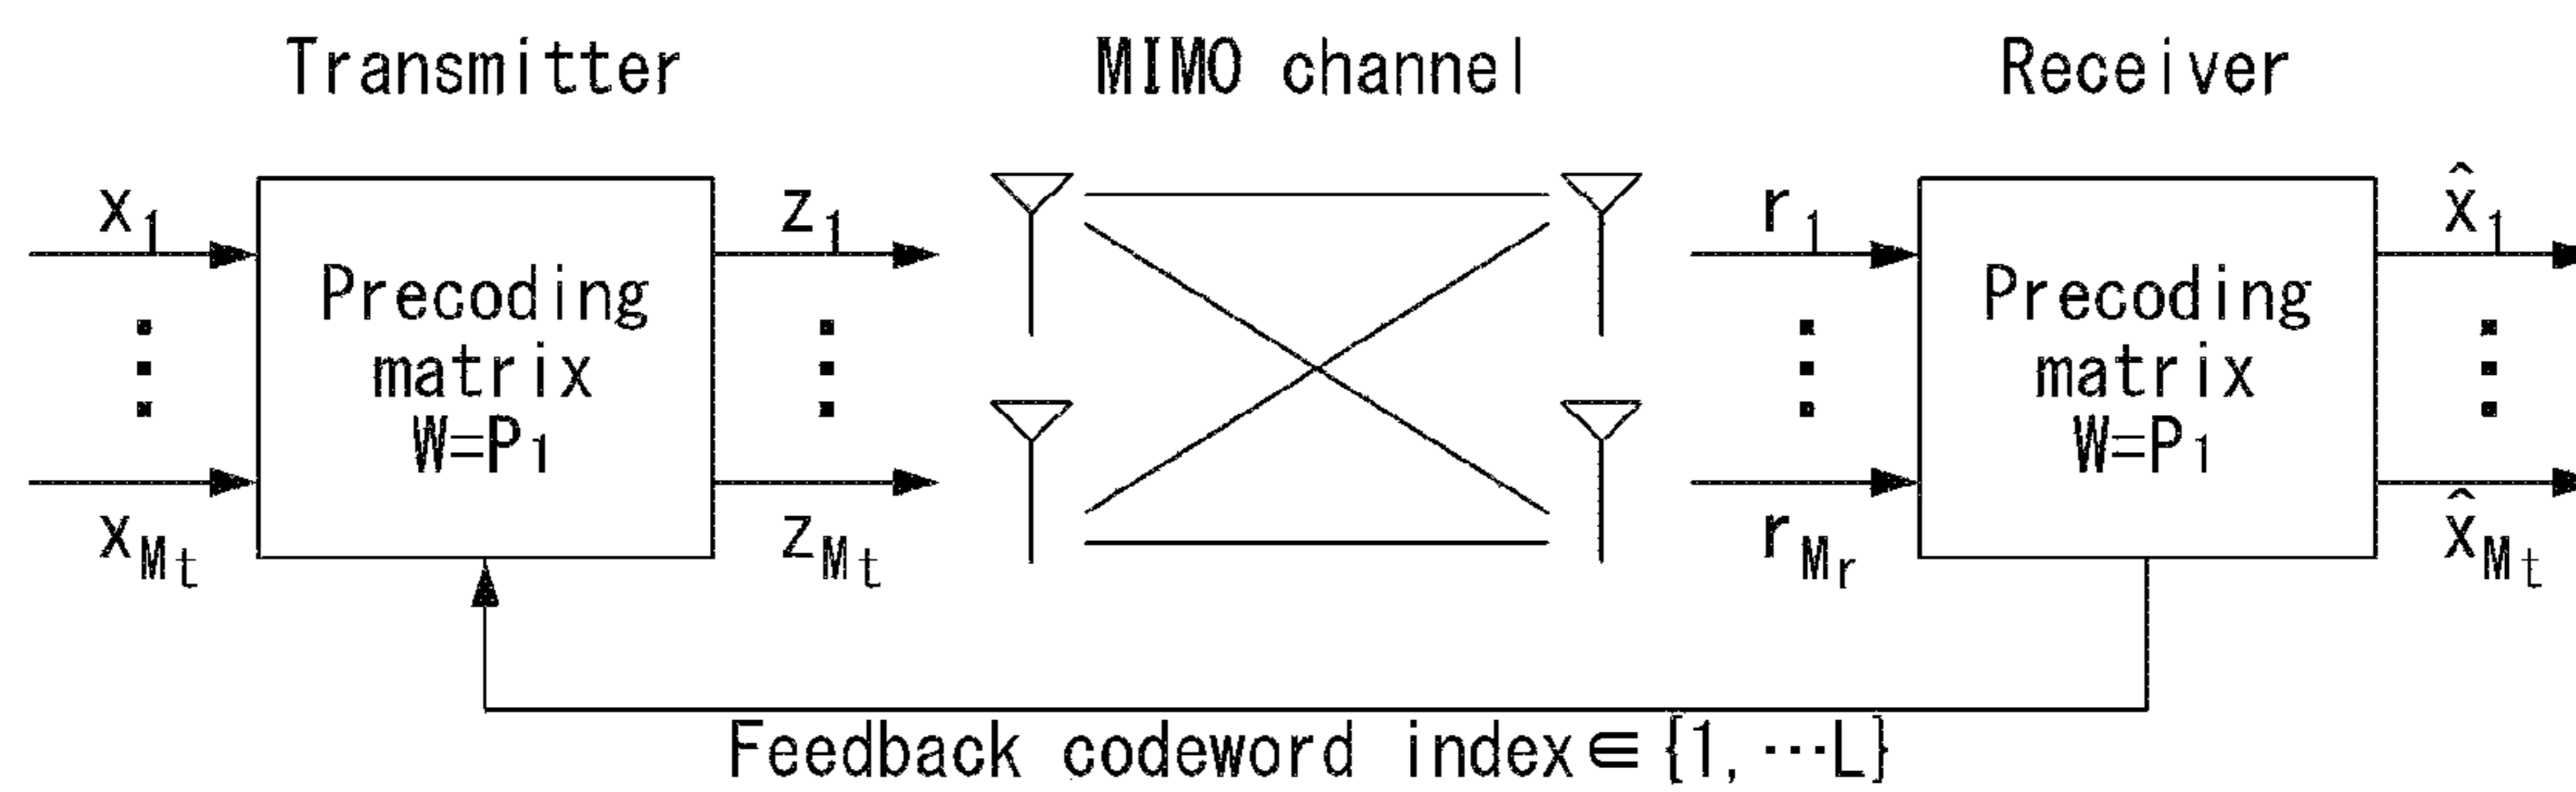 Transmitter
MIMO channel
Receiver
x1
z1
r1
x̂1
Precoding
matrix
W=P1
Precoding
matrix
W=P1
xMt
zMt
rMr
x̂Mt
Feedback codeword index∈{1, ⋯L}